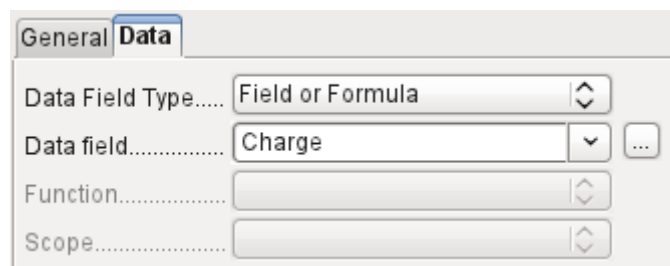 General Data
Data Field Type..... Field or Formula
Data field............... Charge ...
Function.................
Scope.....................